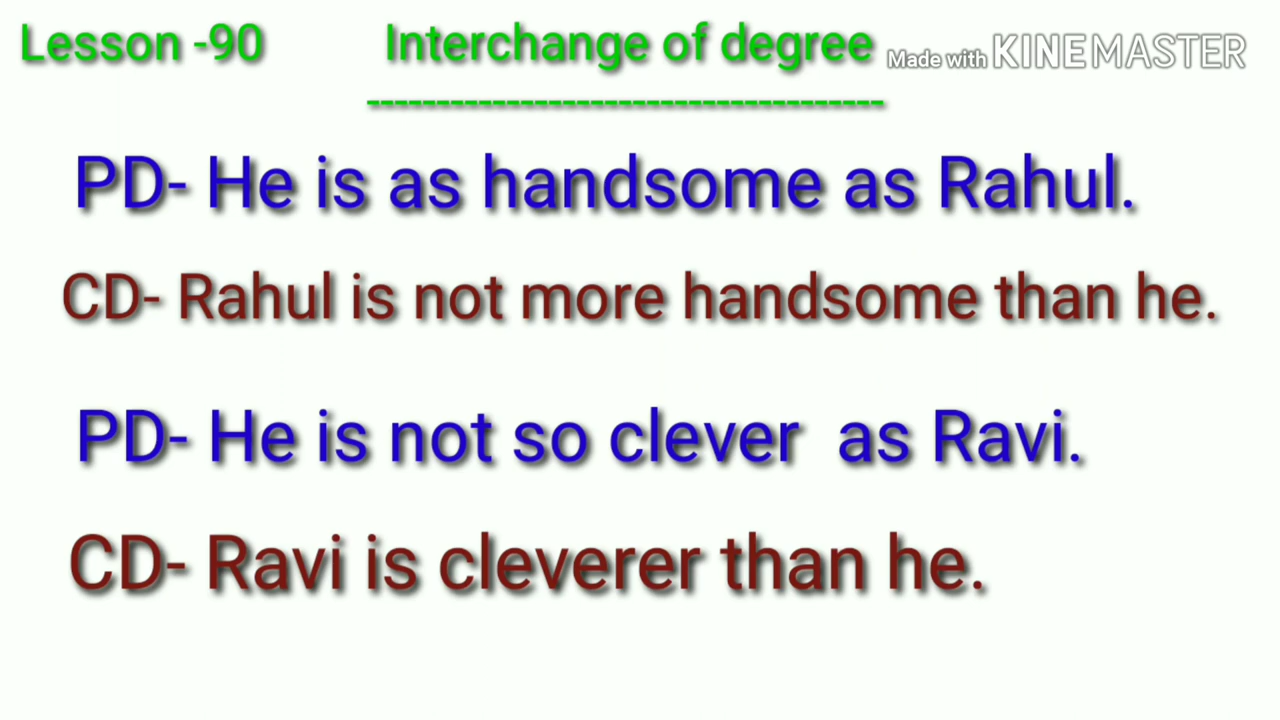 Lesson -90 Interchange of degree Made with KINEMASTER
-------------------------------------
PD- He is as handsome as Rahul.
CD- Rahul is not more handsome than he.
PD- He is not so clever as Ravi.
CD- Ravi is cleverer than he.